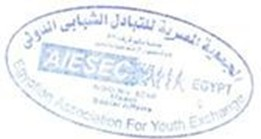 الجمعية المصرية للتبادل الشبابى الدولى
AIESEC
EGYPT
Egyptian Association For Youth Exchange